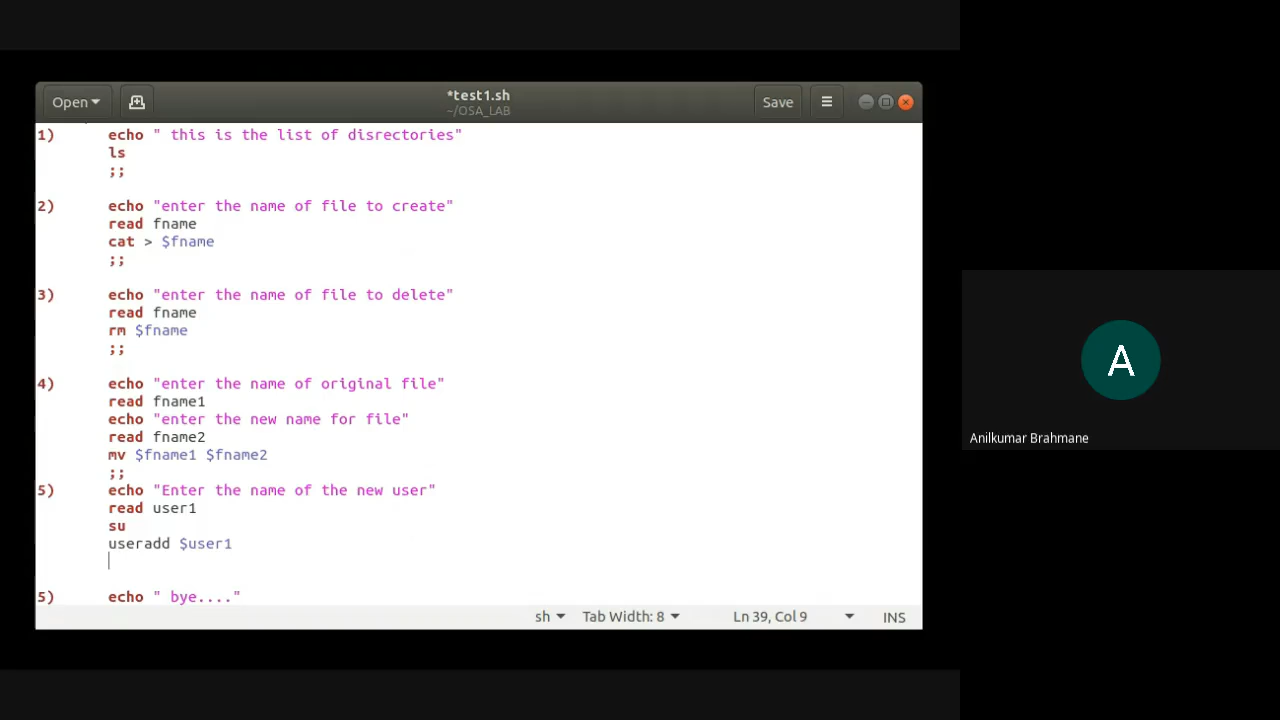 Open
*test1.sh
~/OSA_LAB
Save
1) echo " this is the list of disrectories"
ls
;;
2) echo "enter the name of file to create"
read fname
cat > $fname
;;
3) echo "enter the name of file to delete"
read fname
rm $fname
;;
4) echo "enter the name of original file"
read fname1
echo "enter the new name for file"
read fname2
mv $fname1 $fname2
;;
5) echo "Enter the name of the new user"
read user1
su
useradd $user1
5) echo " bye...."
sh Tab Width: 8 Ln 39, Col 9 INS
A
Anilkumar Brahmane